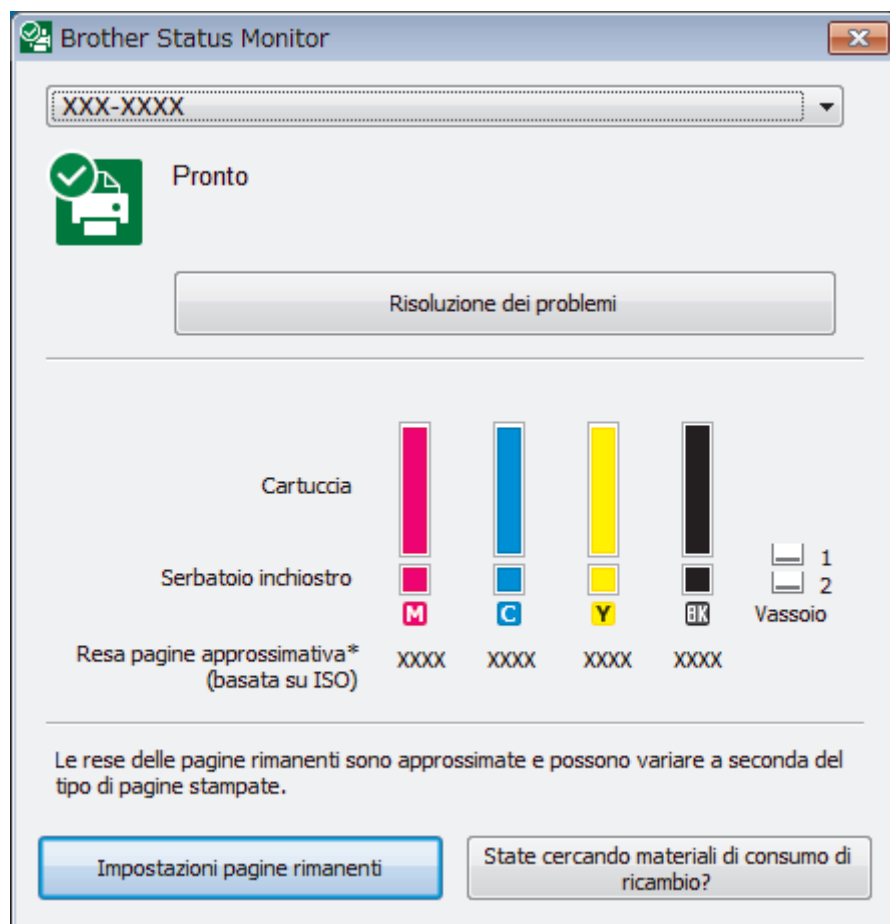 Brother Status Monitor
XXX-XXXX
Pronto
Risoluzione dei problemi
Cartuccia
Serbatoio inchiostro
1
2
M C Y BK Vassoio
Resa pagine approssimativa* XXXX XXXX XXXX XXXX
(basata su ISO)
Le rese delle pagine rimanenti sono approssimate e possono variare a seconda del
tipo di pagine stampate.
Impostazioni pagine rimanenti
State cercando materiali di consumo di
ricambio?